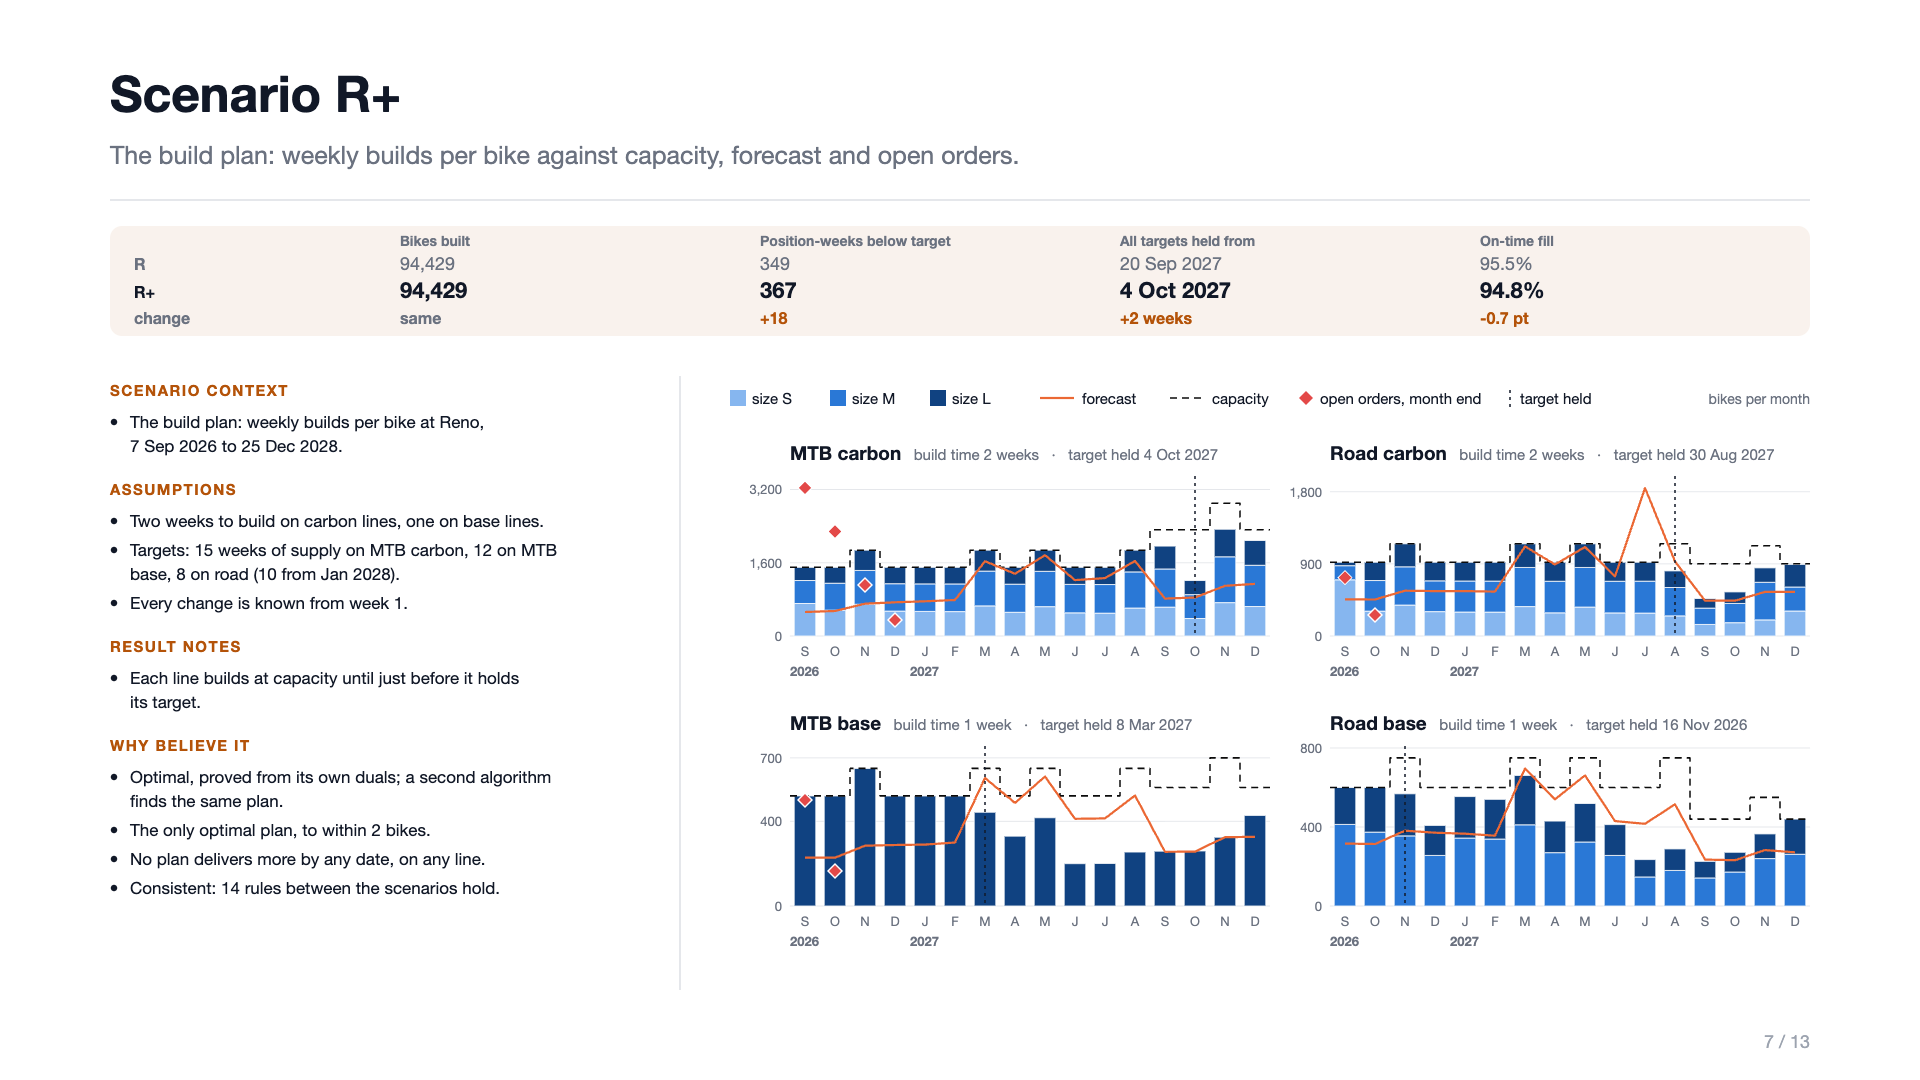 Scenario R+
The build plan: weekly builds per bike against capacity, forecast and open orders.
Bikes built Position-weeks below target All targets held from On-time fill
R 94,429 349 20 Sep 2027 95.5%
R+ 94,429 367 4 Oct 2027 94.8%
change same +18 +2 weeks -0.7 pt
SCENARIO CONTEXT
• The build plan: weekly builds per bike at Reno,
7 Sep 2026 to 25 Dec 2028.
ASSUMPTIONS
• Two weeks to build on carbon lines, one on base lines.
• Targets: 15 weeks of supply on MTB carbon, 12 on MTB
base, 8 on road (10 from Jan 2028).
• Every change is known from week 1.
RESULT NOTES
• Each line builds at capacity until just before it holds
its target.
WHY BELIEVE IT
• Optimal, proved from its own duals; a second algorithm
finds the same plan.
• The only optimal plan, to within 2 bikes.
• No plan delivers more by any date, on any line.
• Consistent: 14 rules between the scenarios hold.
size S size M size L forecast capacity open orders, month end target held bikes per month
MTB carbon build time 2 weeks · target held 4 Oct 2027
3,200
1,600
0
S O N D J F M A M J J A S O N D
2026 2027
Road carbon build time 2 weeks · target held 30 Aug 2027
1,800
900
0
S O N D J F M A M J J A S O N D
2026 2027
MTB base build time 1 week · target held 8 Mar 2027
700
400
0
S O N D J F M A M J J A S O N D
2026 2027
Road base build time 1 week · target held 16 Nov 2026
800
400
0
S O N D J F M A M J J A S O N D
2026 2027
7 / 13